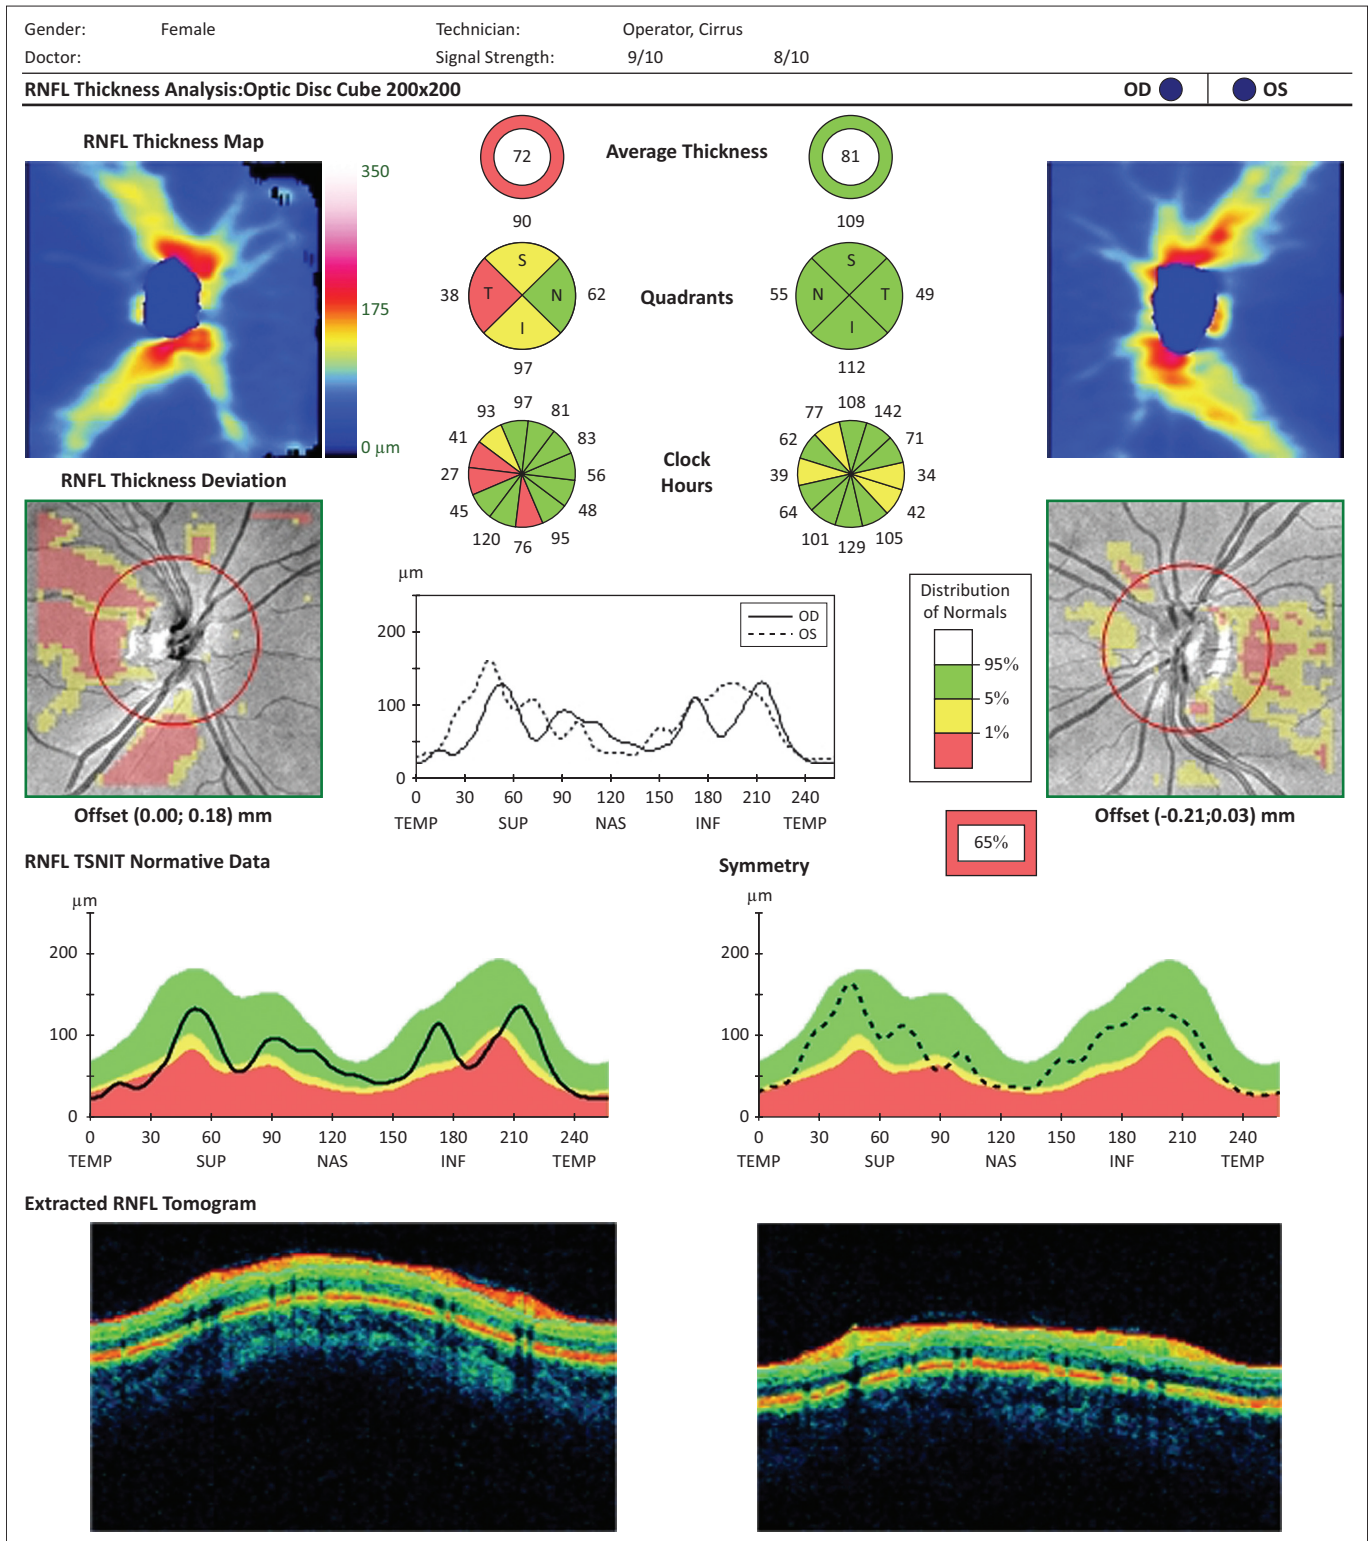 Gender: Female Technician: Operator, Cirrus
Doctor: Signal Strength: 9/10 8/10
RNFL Thickness Analysis:Optic Disc Cube 200x200 OD OS
RNFL Thickness Map
350
175
0 μm
72 Average Thickness 81
90 109
S S
38 T N 62 Quadrants 55 N T 49
I I
97 112
97
93 81
41 83
27 56
45 48
120 95
76
Clock
Hours
108
77 142
62 71
39 34
64 42
101 105
129
RNFL Thickness Deviation
Offset (0.00; 0.18) mm
μm
200
100
0
OD
OS
0 30 60 90 120 150 180 210 240
TEMP SUP NAS INF TEMP
Distribution
of Normals
95%
5%
1%
Offset (-0.21;0.03) mm
65%
RNFL TSNIT Normative Data Symmetry
μm
200
100
0
0 30 60 90 120 150 180 210 240
TEMP SUP NAS INF TEMP
μm
200
100
0
0 30 60 90 120 150 180 210 240
TEMP SUP NAS INF TEMP
Extracted RNFL Tomogram